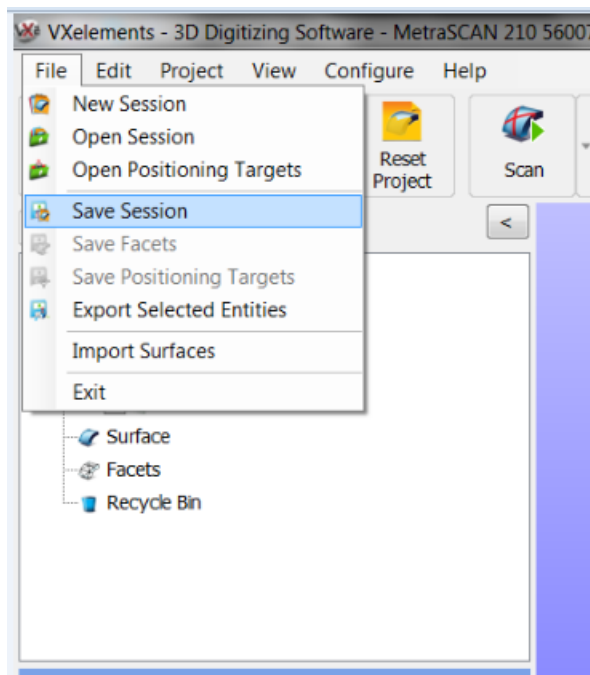 VXelements - 3D Digitizing Software - MetraSCAN 210 56007
File Edit Project View Configure Help
New Session
Open Session
Open Positioning Targets
Reset Project
Scan
Save Session
<
Save Facets
Save Positioning Targets
Export Selected Entities
Import Surfaces
Exit
Surface
Facets
Recycle Bin